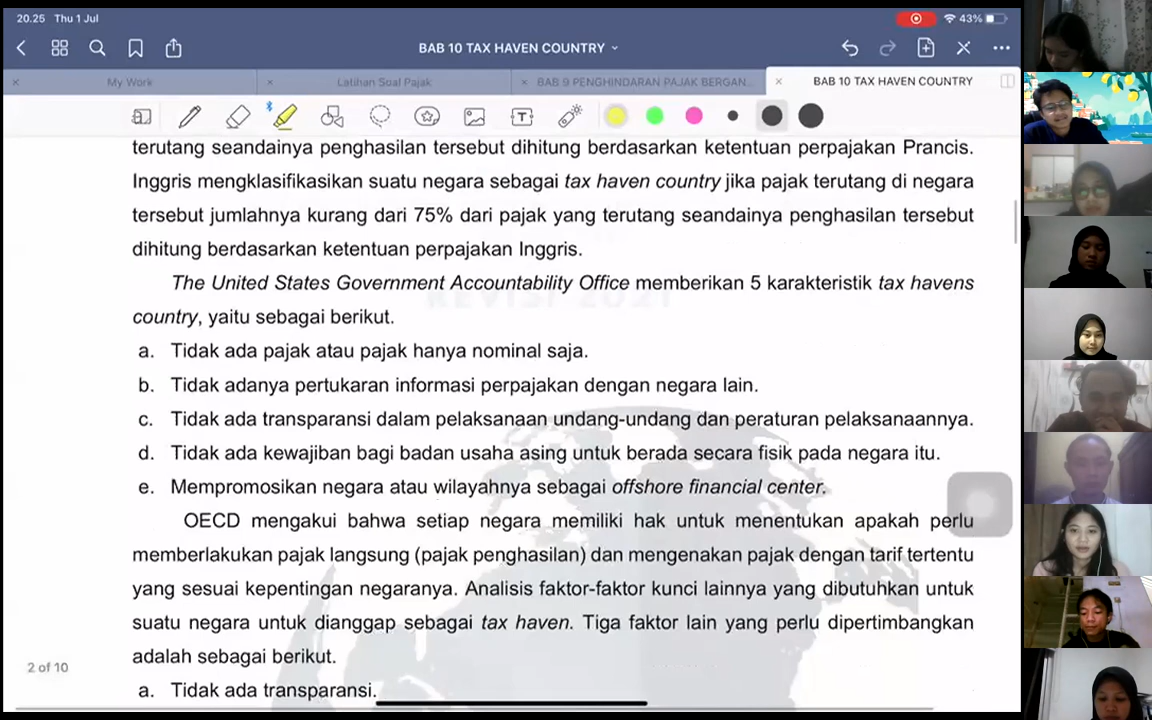 20.25 Thu 1 Jul
43%
BAB 10 TAX HAVEN COUNTRY
My Work
Latihan Soal Pajak
BAB 9 PENGHINDARAN PAJAK BERGAN...
BAB 10 TAX HAVEN COUNTRY
terutang seandainya penghasilan tersebut dihitung berdasarkan ketentuan perpajakan Prancis.
Inggris mengklasifikasikan suatu negara sebagai tax haven country jika pajak terutang di negara
tersebut jumlahnya kurang dari 75% dari pajak yang terutang seandainya penghasilan tersebut
dihitung berdasarkan ketentuan perpajakan Inggris.
The United States Government Accountability Office memberikan 5 karakteristik tax havens
REVISI 2021
country, yaitu sebagai berikut.
a. Tidak ada pajak atau pajak hanya nominal saja.
b. Tidak adanya pertukaran informasi perpajakan dengan negara lain.
c. Tidak ada transparansi dalam pelaksanaan undang-undang dan peraturan pelaksanaannya.
d. Tidak ada kewajiban bagi badan usaha asing untuk berada secara fisik pada negara itu.
e. Mempromosikan negara atau wilayahnya sebagai offshore financial center.
OECD mengakui bahwa setiap negara memiliki hak untuk menentukan apakah perlu
memberlakukan pajak langsung (pajak penghasilan) dan mengenakan pajak dengan tarif tertentu
yang sesuai kepentingan negaranya. Analisis faktor-faktor kunci lainnya yang dibutuhkan untuk
suatu negara untuk dianggap sebagai tax haven. Tiga faktor lain yang perlu dipertimbangkan
adalah sebagai berikut.
2 of 10
a. Tidak ada transparansi.